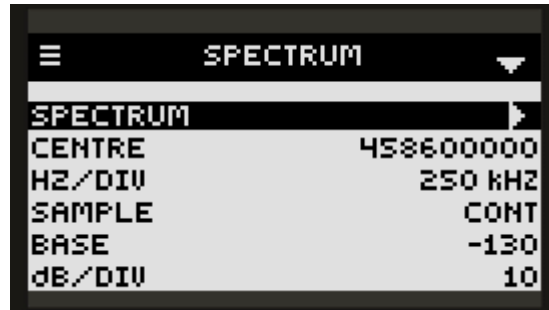 SPECTRUM
SPECTRUM
CENTRE 458600000
HZ/DIV 250 kHZ
SAMPLE CONT
BASE -130
dB/DIV 10